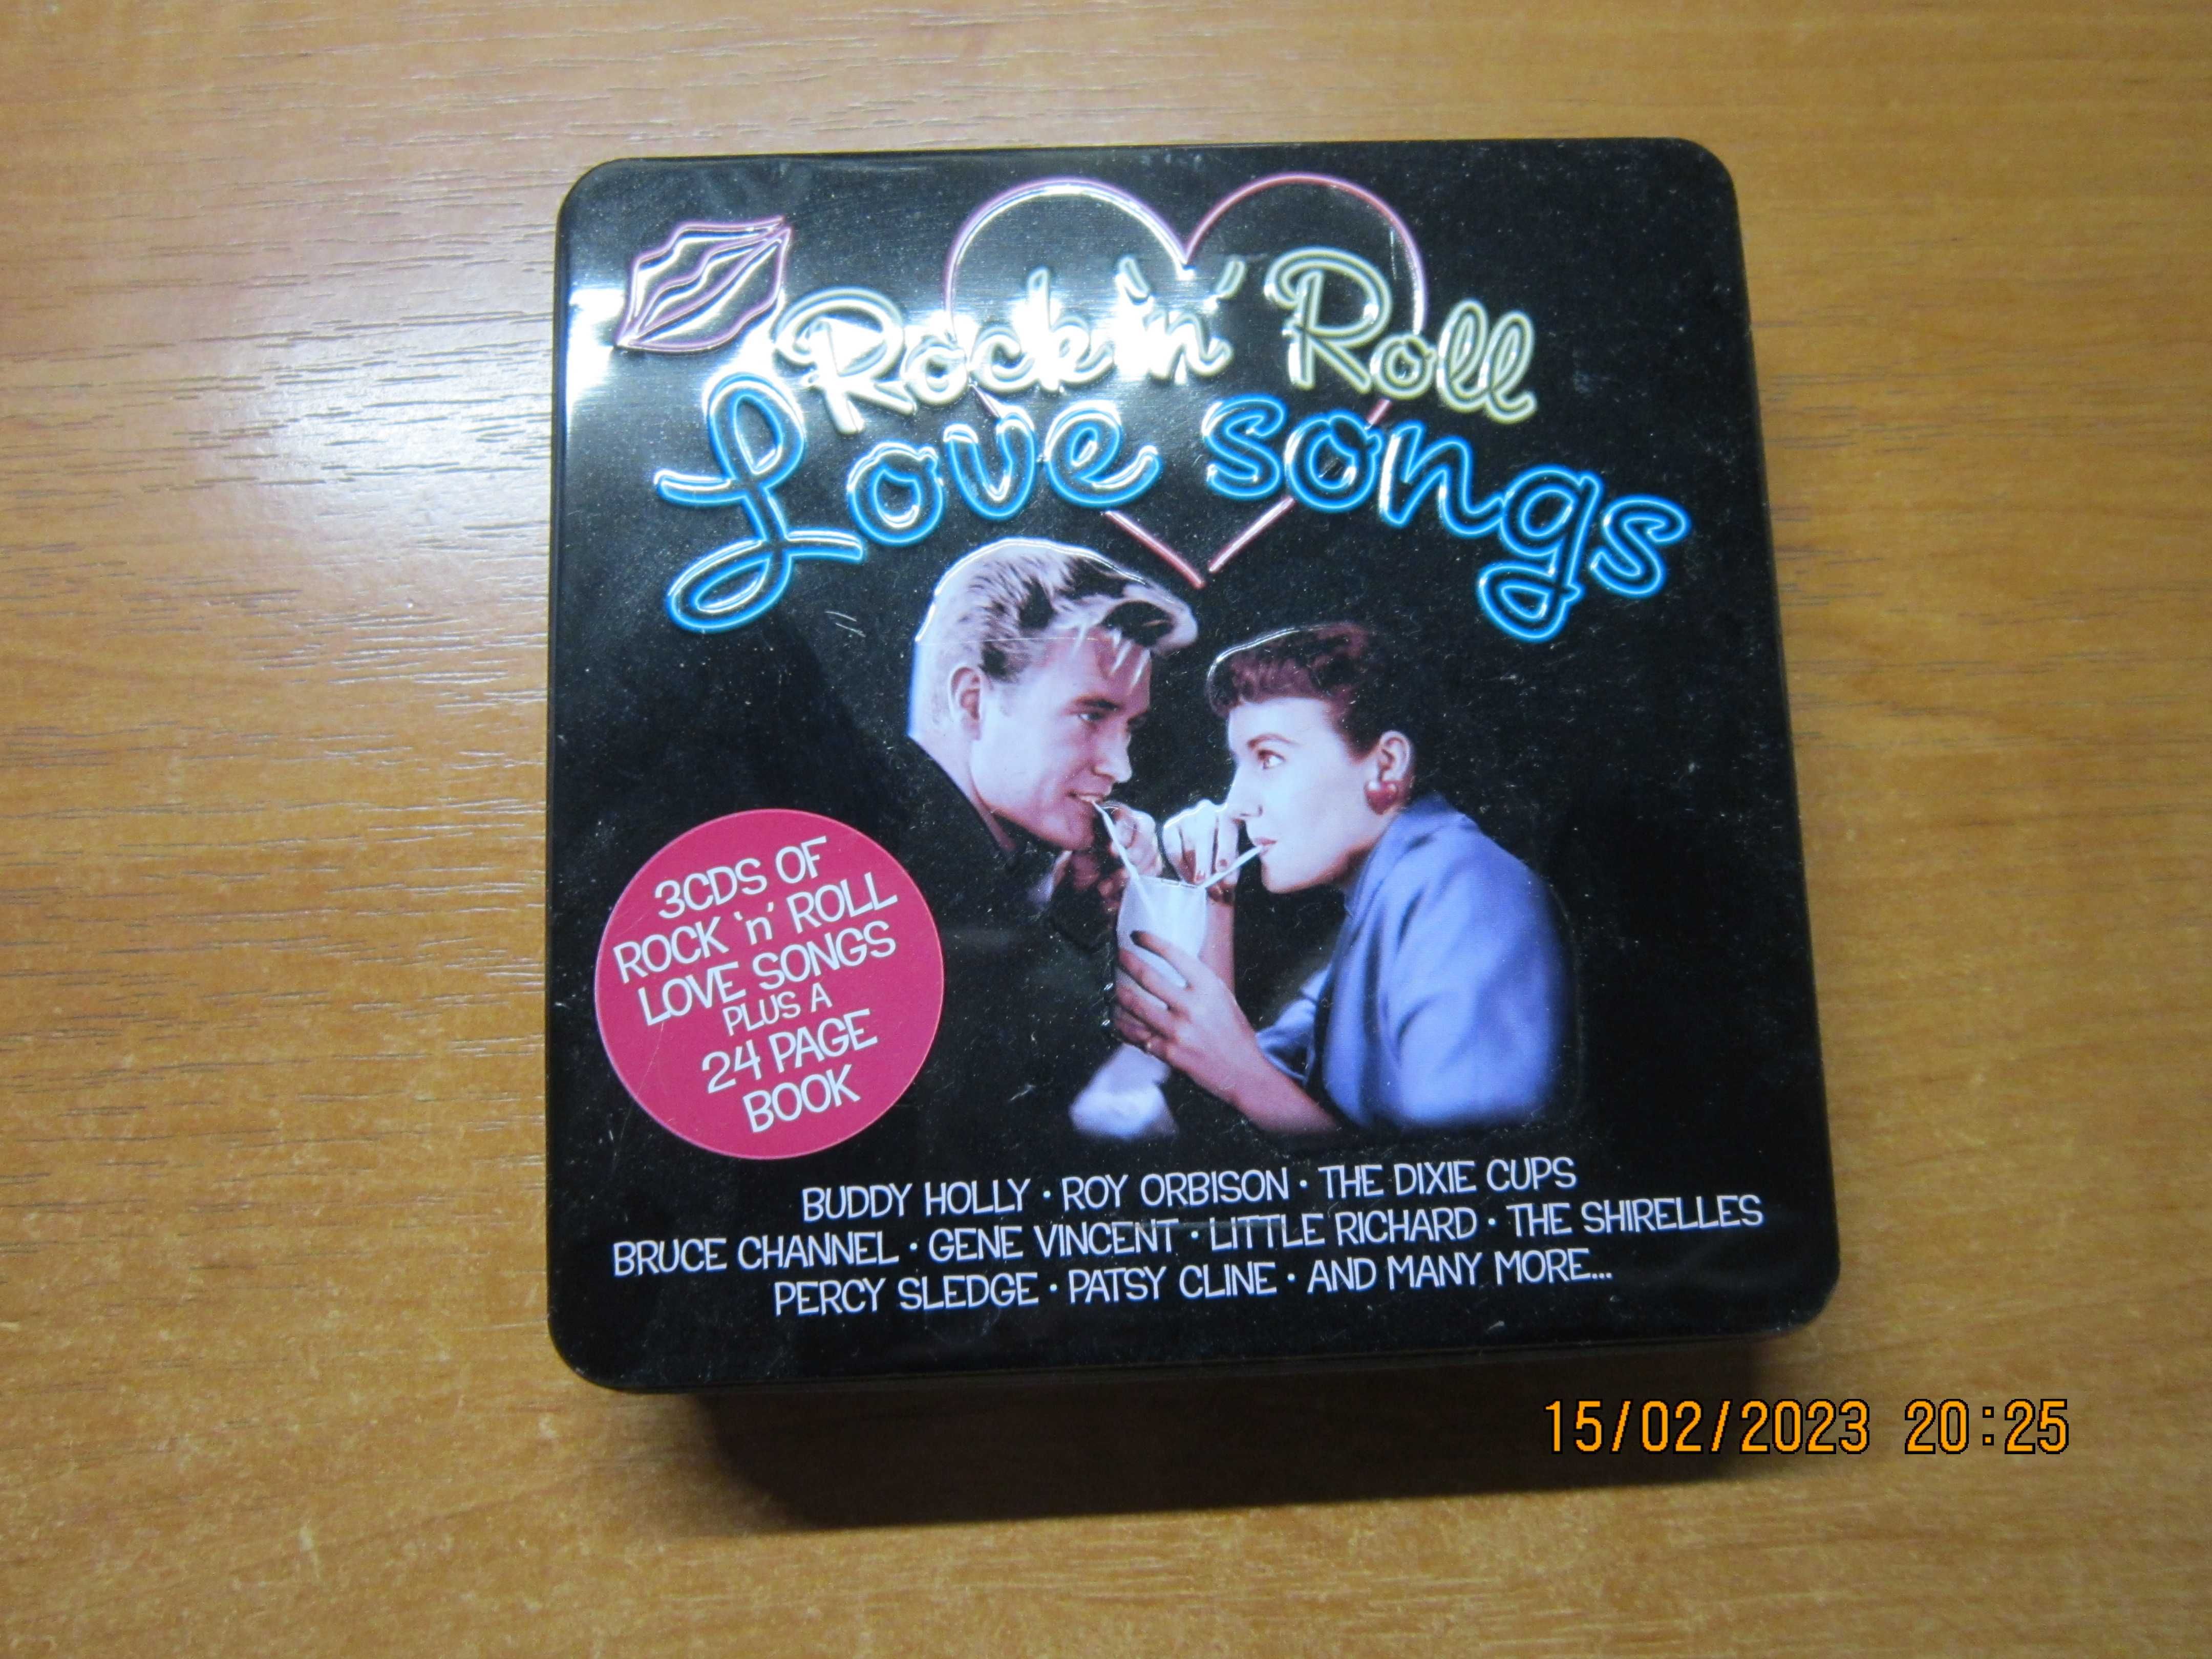 Rock 'n' Roll
Love songs
3CDS OF
ROCK 'n' ROLL
LOVE SONGS
PLUS A
24 PAGE
BOOK
BUDDY HOLLY · ROY ORBISON · THE DIXIE CUPS
BRUCE CHANNEL · GENE VINCENT · LITTLE RICHARD · THE SHIRELLES
PERCY SLEDGE · PATSY CLINE · AND MANY MORE...
15/02/2023 20:25